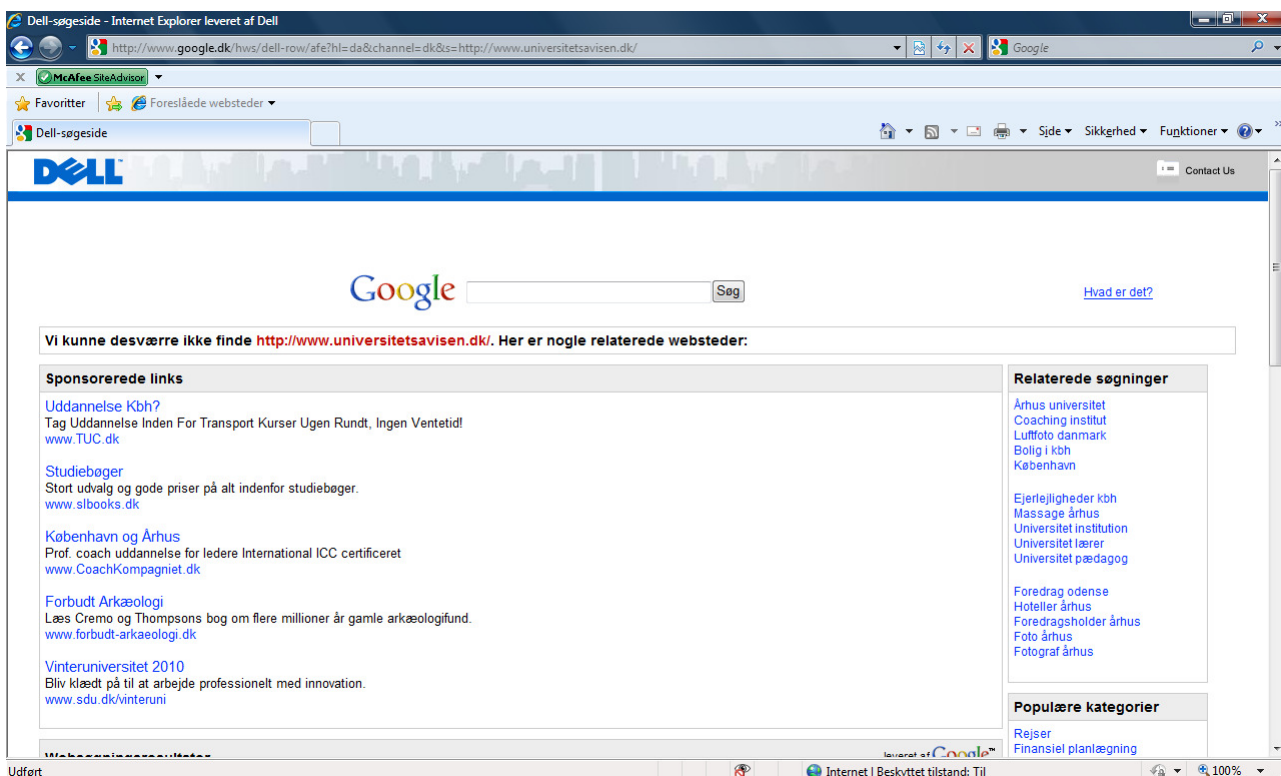 Dell-søgeside - Internet Explorer leveret af Dell
http://www.google.dk/hws/dell-row/afe?hl=da&channel=dk&s=http://www.universitetsavisen.dk/
Google
X McAfee SiteAdvisor
Favoritter Foreslåede websteder
Dell-søgeside
Side Sikkerhed Funktioner
DELL
Contact Us
Google Søg
Hvad er det?
Vi kunne desværre ikke finde http://www.universitetsavisen.dk/. Her er nogle relaterede websteder:
Sponsorerede links
Uddannelse Kbh?
Tag Uddannelse Inden For Transport Kurser Ugen Rundt, Ingen Ventetid!
www.TUC.dk
Studiebøger
Stort udvalg og gode priser på alt indenfor studiebøger.
www.slbooks.dk
København og Århus
Prof. coach uddannelse for ledere International ICC certificeret
www.CoachKompagniet.dk
Forbudt Arkæologi
Læs Cremo og Thompsons bog om flere millioner år gamle arkæologifund.
www.forbudt-arkaeologi.dk
Vinteruniversitet 2010
Bliv klædt på til at arbejde professionelt med innovation.
www.sdu.dk/vinteruni
leveret af Google™
Relaterede søgninger
Århus universitet
Coaching institut
Luftfoto danmark
Bolig i kbh
København
Ejerlejligheder kbh
Massage århus
Universitet institution
Universitet lærer
Universitet pædagog
Foredrag odense
Hoteller århus
Foredragsholder århus
Foto århus
Fotograf århus
Populære kategorier
Rejser
Finansiel planlægning
Udført
Internet | Beskyttet tilstand: Til
100%